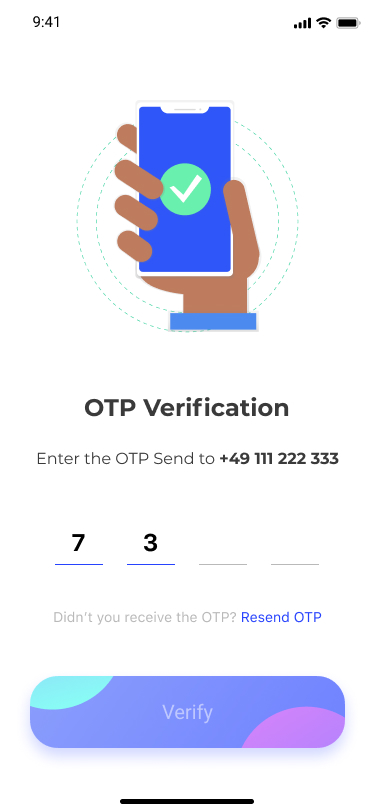 9:41
OTP Verification
Enter the OTP Send to +49 111 222 333
7 3
Didn't you receive the OTP? Resend OTP
Verify